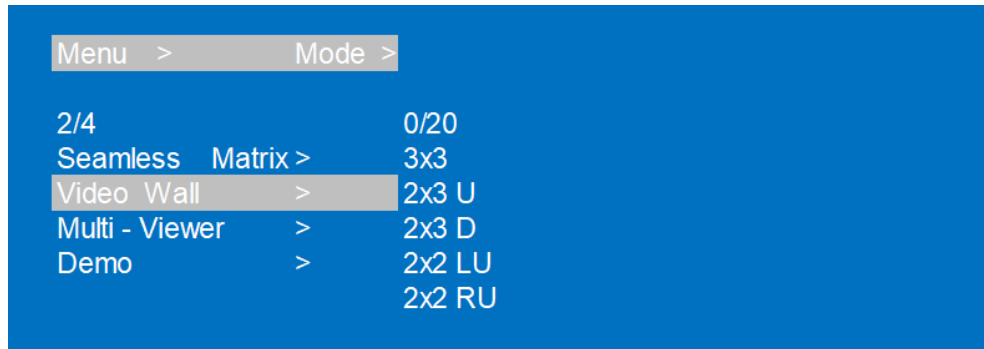 Menu > Mode >
2/4 0/20
Seamless Matrix > 3x3
Video Wall > 2x3 U
Multi - Viewer > 2x3 D
Demo > 2x2 LU
2x2 RU